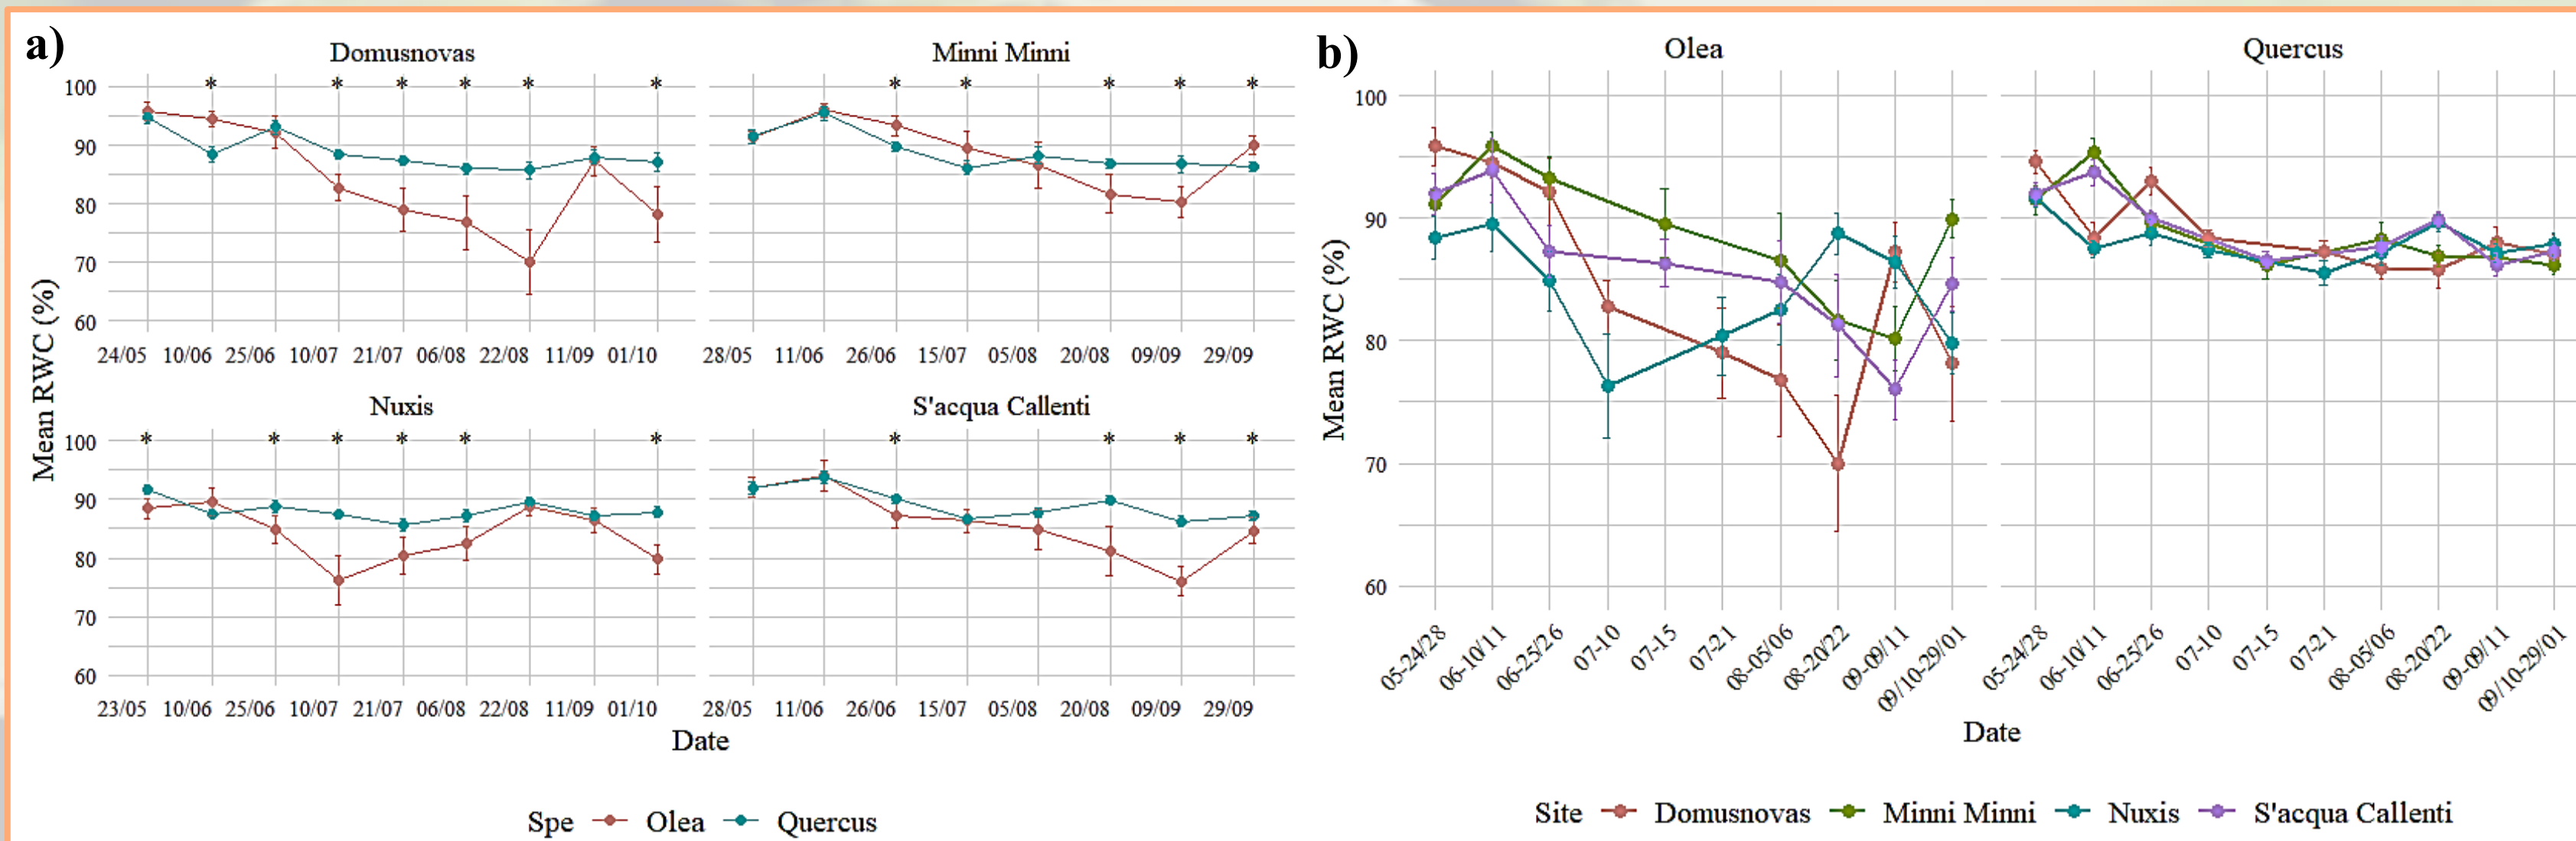 a)
Domusnovas
Minni Minni
* * * * * *
* * * * *
100
90
80
70
60
24/05 10/06 25/06 10/07 21/07 06/08 22/08 11/09 01/10
28/05 11/06 26/06 15/07 05/08 20/08 09/09 29/09
Mean RWC (%)
Nuxis
S'acqua Callenti
* * * * * *
* * * *
100
90
80
70
60
23/05 10/06 25/06 10/07 21/07 06/08 22/08 11/09 01/10
28/05 11/06 26/06 15/07 05/08 20/08 09/09 29/09
Date
Spe Olea Quercus
b)
Olea
Quercus
100
90
80
70
60
Mean RWC (%)
05-24/28 06-10/11 06-25/26 07-10 07-15 07-21 08-05/06 08-20/22 09-09/11 09/10-29/01
05-24/28 06-10/11 06-25/26 07-10 07-15 07-21 08-05/06 08-20/22 09-09/11 09/10-29/01
Date
Site Domusnovas Minni Minni Nuxis S'acqua Callenti